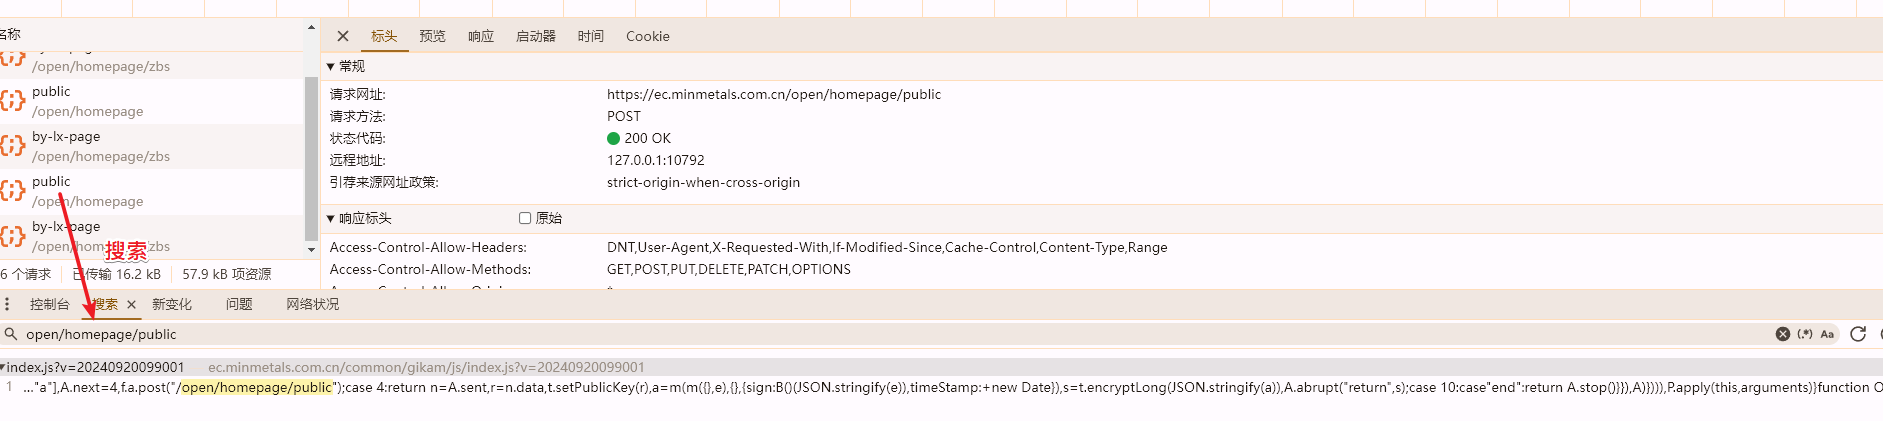 名称
/open/homepage/zbs
public
/open/homepage
by-lx-page
/open/homepage/zbs
public
/open/homepage
by-lx-page
/open/homepage/zbs
搜索
6 个请求 已传输 16.2 kB 57.9 kB 项资源
标头 预览 响应 启动器 时间 Cookie
常规
请求网址: https://ec.minmetals.com.cn/open/homepage/public
请求方法: POST
状态代码: 200 OK
远程地址: 127.0.0.1:10792
引荐来源网址政策: strict-origin-when-cross-origin
响应标头 原始
Access-Control-Allow-Headers: DNT,User-Agent,X-Requested-With,If-Modified-Since,Cache-Control,Content-Type,Range
Access-Control-Allow-Methods: GET,POST,PUT,DELETE,PATCH,OPTIONS
控制台 搜索 新变化 问题 网络状况
open/homepage/public (.*) Aa
index.js?v=20240920099001 ec.minmetals.com.cn/common/gikam/js/index.js?v=20240920099001
1 ..."a"],A.next=4,f.a.post("/open/homepage/public");case 4:return n=A.sent,r=n.data,t.setPublicKey(r),a=m(m({},e),{},{sign:B()(JSON.stringify(e)),timeStamp:+new Date}),s=t.encryptLong(JSON.stringify(a)),A.abrupt("return",s);case 10:case"end":return A.stop()}}),A)}))),P.apply(this,arguments)}function O